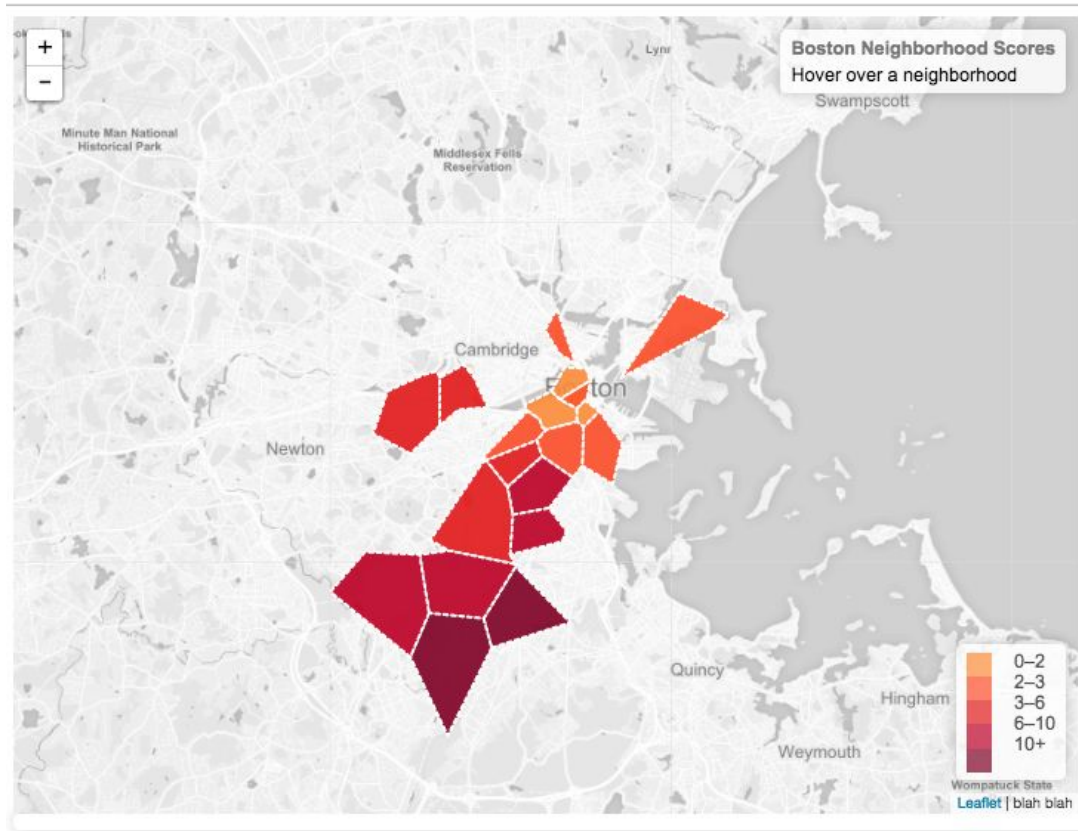 +
−
Lynn
Boston Neighborhood Scores
Hover over a neighborhood
Swampscott
Minute Man National
Historical Park
Middlesex Fells
Reservation
Cambridge
Newton
Quincy
Hingham
Weymouth
0–2
2–3
3–6
6–10
10+
Wompatuck State
Leaflet | blah blah